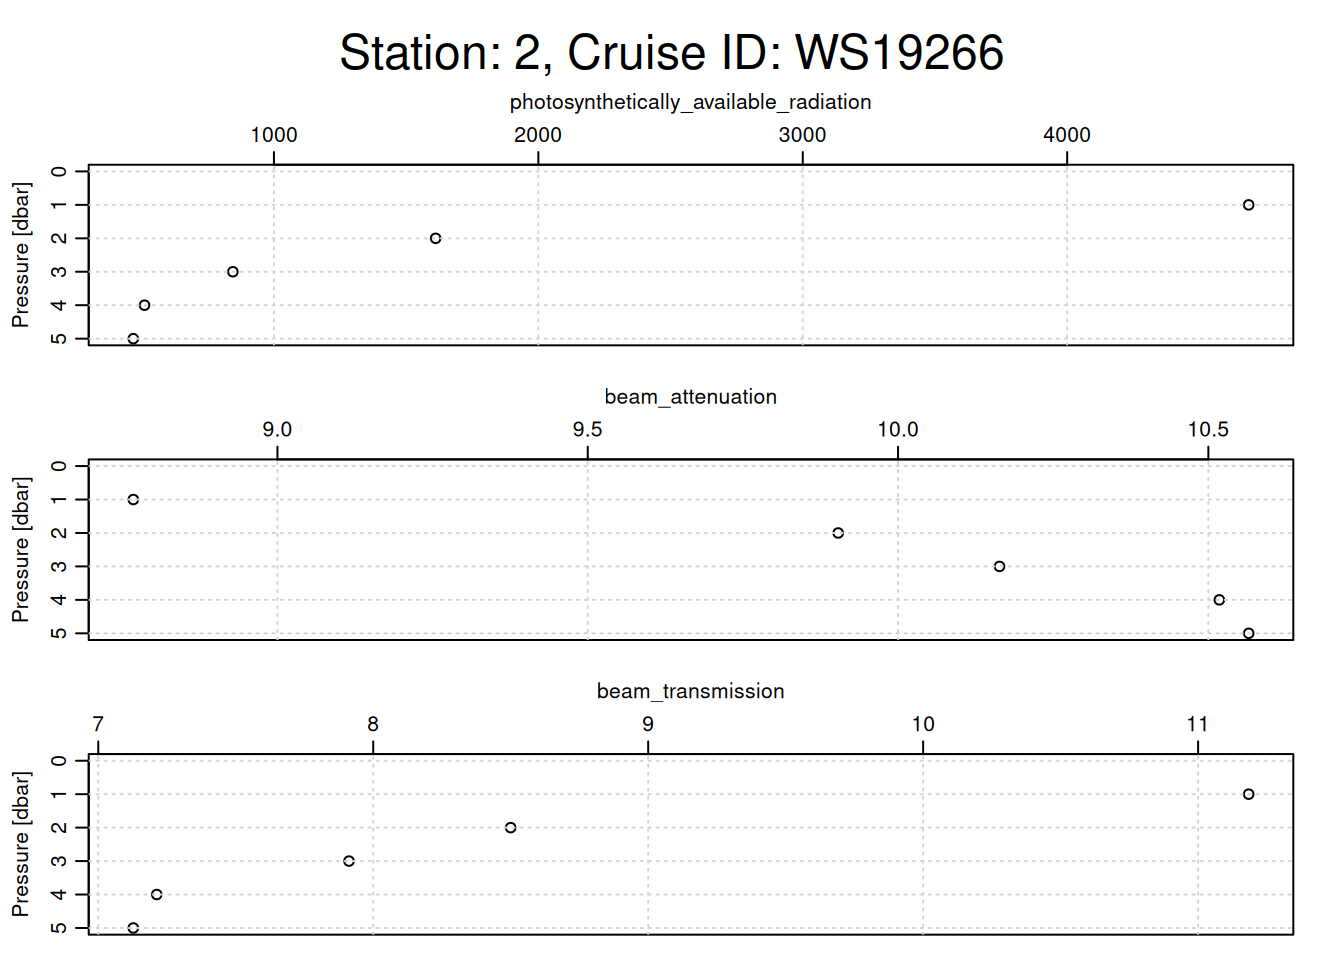 Station: 2, Cruise ID: WS19266
photosynthetically_available_radiation
1000 2000 3000 4000
Pressure [dbar]
0
1
2
3
4
5
beam_attenuation
9.0 9.5 10.0 10.5
Pressure [dbar]
0
1
2
3
4
5
beam_transmission
7 8 9 10 11
Pressure [dbar]
0
1
2
3
4
5